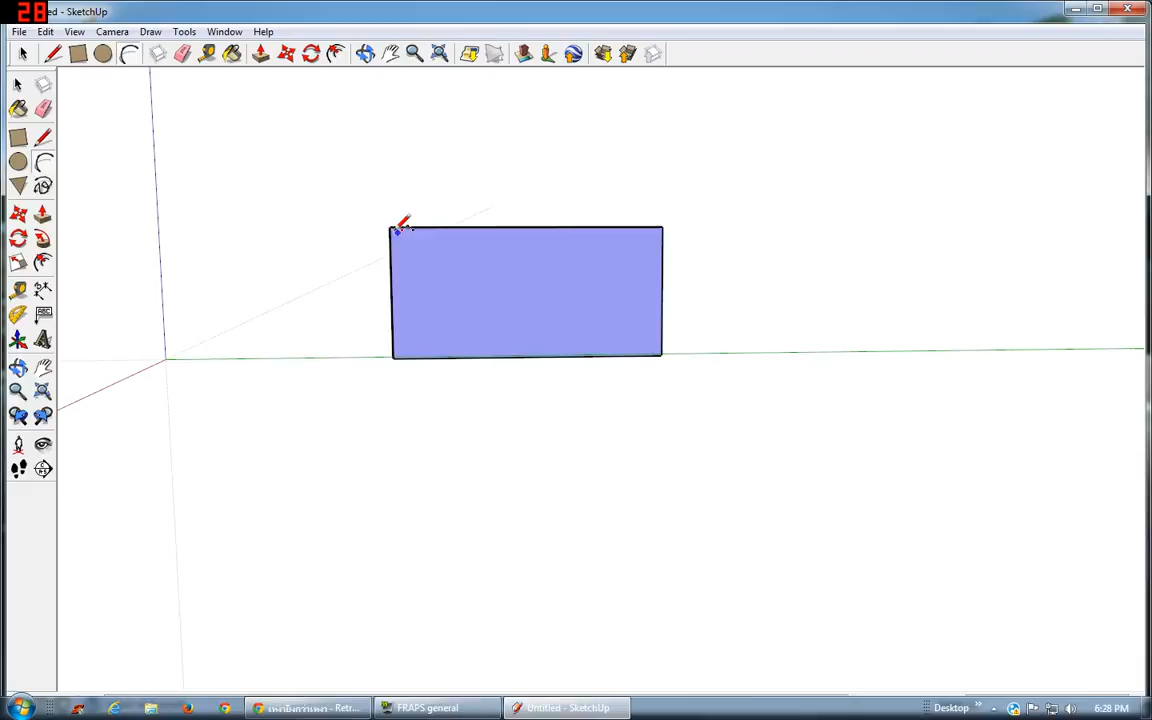 28
ed - SketchUp
File Edit View Camera Draw Tools Window Help
ABC
A
FRAPS general
Untitled - SketchUp
Desktop
6:28 PM